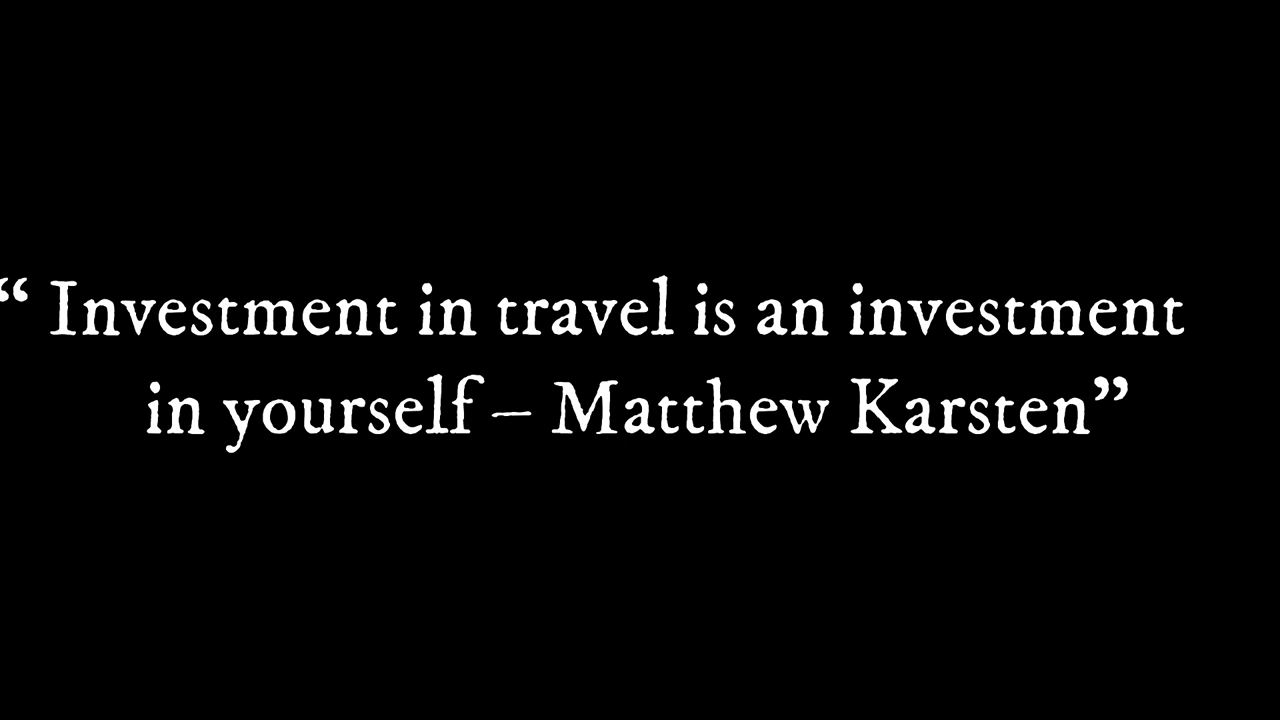 “ Investment in travel is an investment
in yourself – Matthew Karsten”